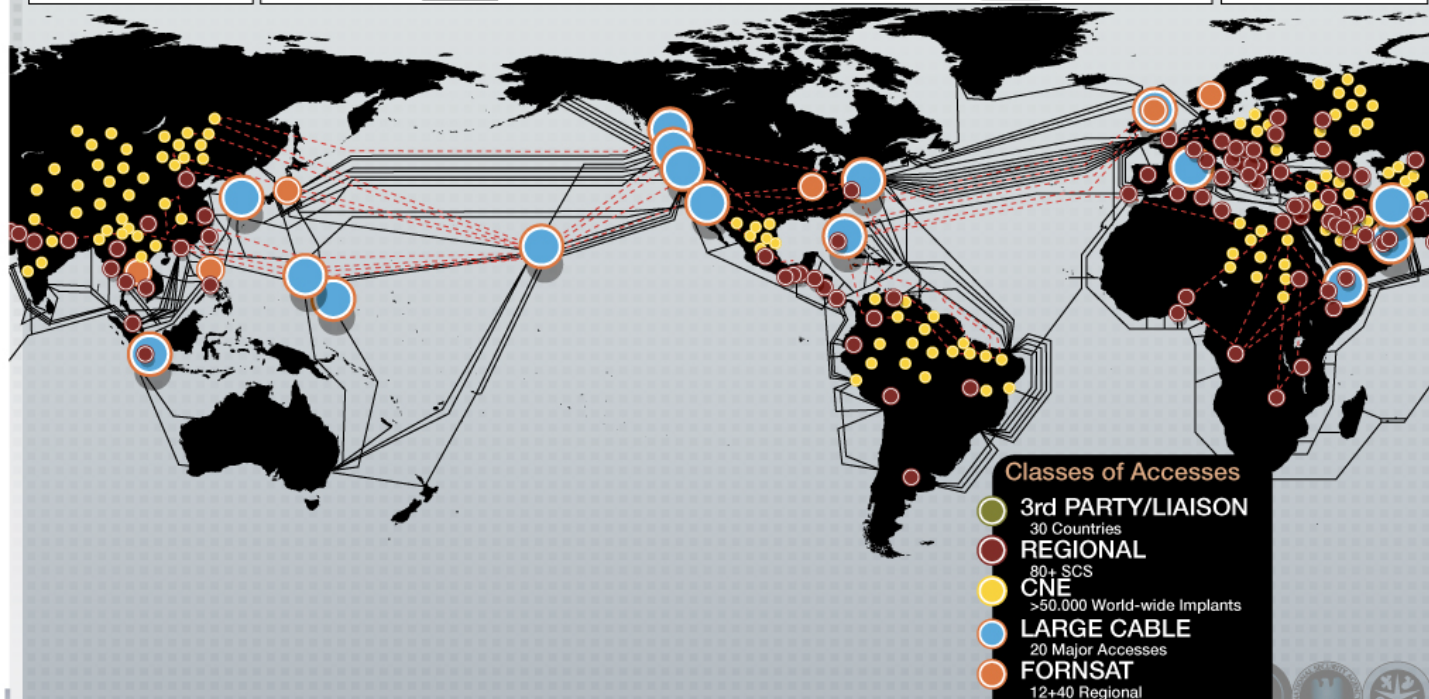 Classes of Accesses
3rd PARTY/LIAISON
30 Countries
REGIONAL
80+ SCS
CNE
>50.000 World-wide Implants
LARGE CABLE
20 Major Accesses
FORNSAT
12+40 Regional